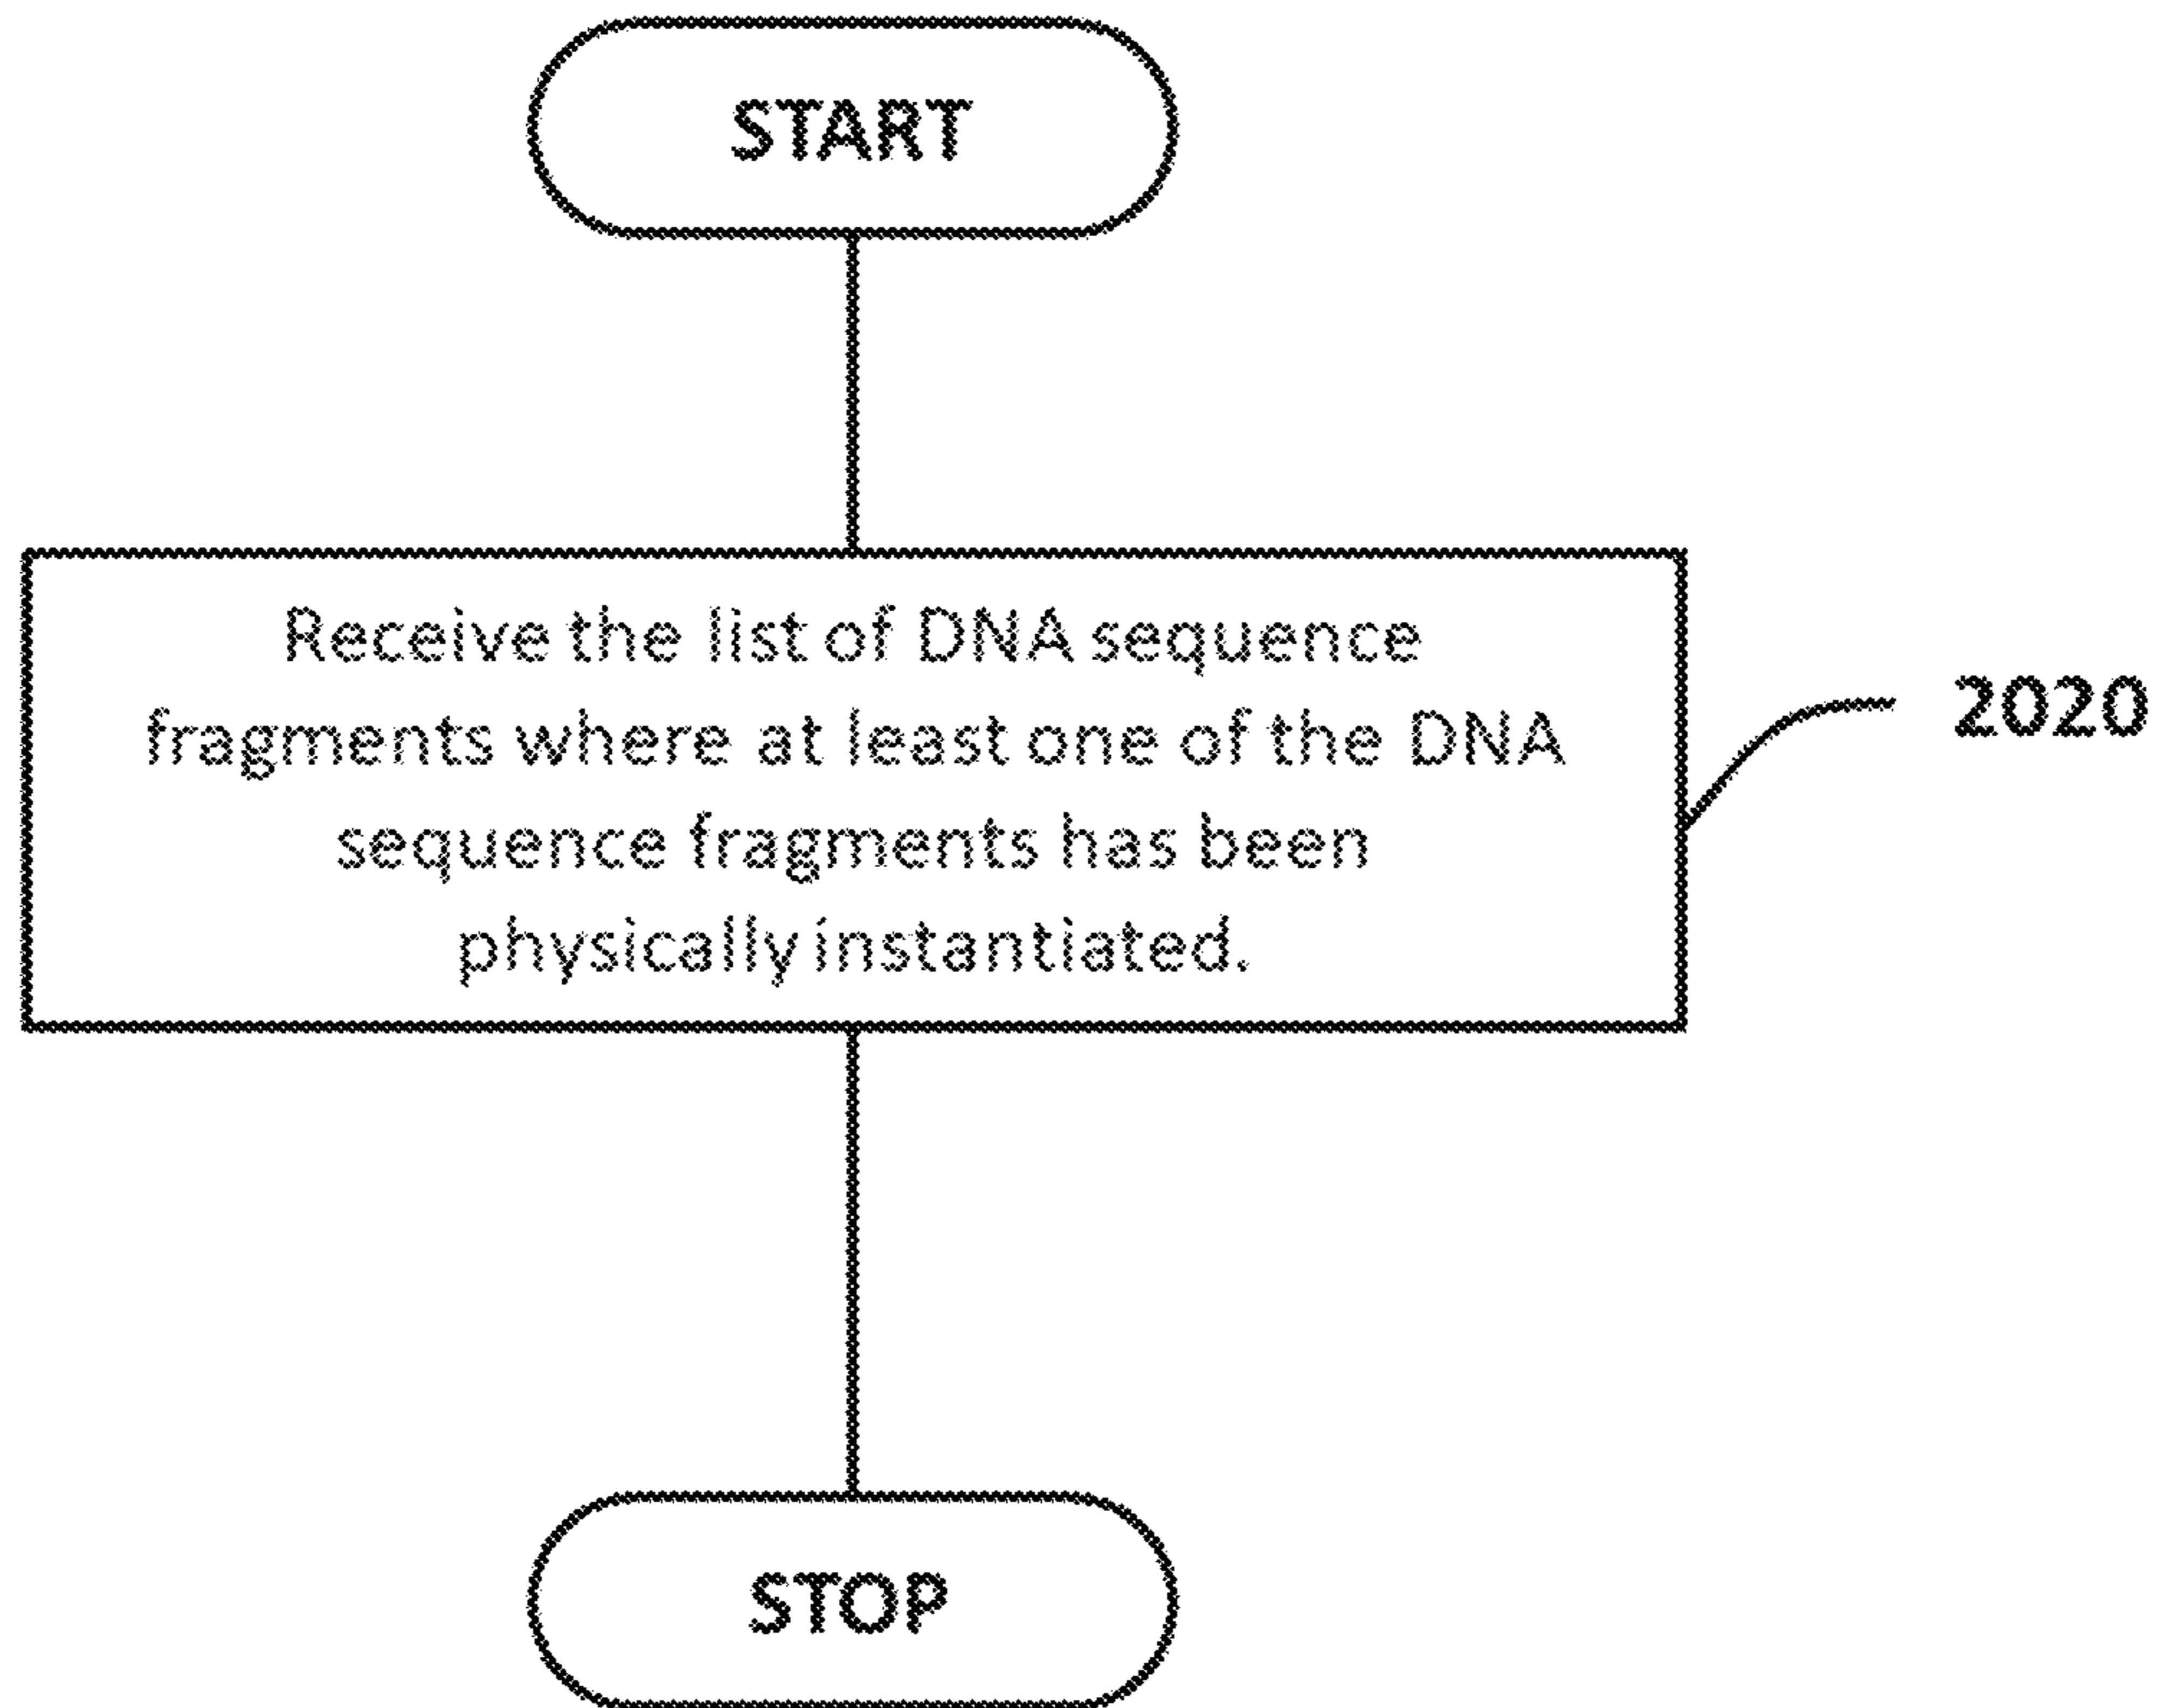 START
Receive the list of DNA sequence
fragments where at least one of the DNA
sequence fragments has been
physically instantiated.
2020
STOP